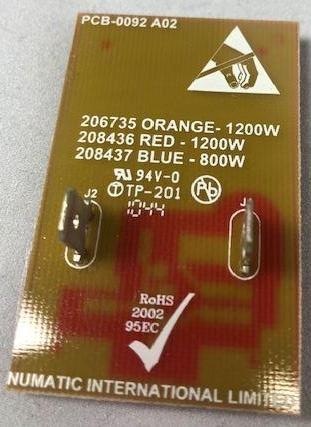 PCB-0092 A02
206735 ORANGE- 1200W
208436 RED - 1200W
208437 BLUE - 800W
94V-0
TP-201
1044
J2
RoHS
2002
95EC
NUMATIC INTERNATIONAL LIMITED